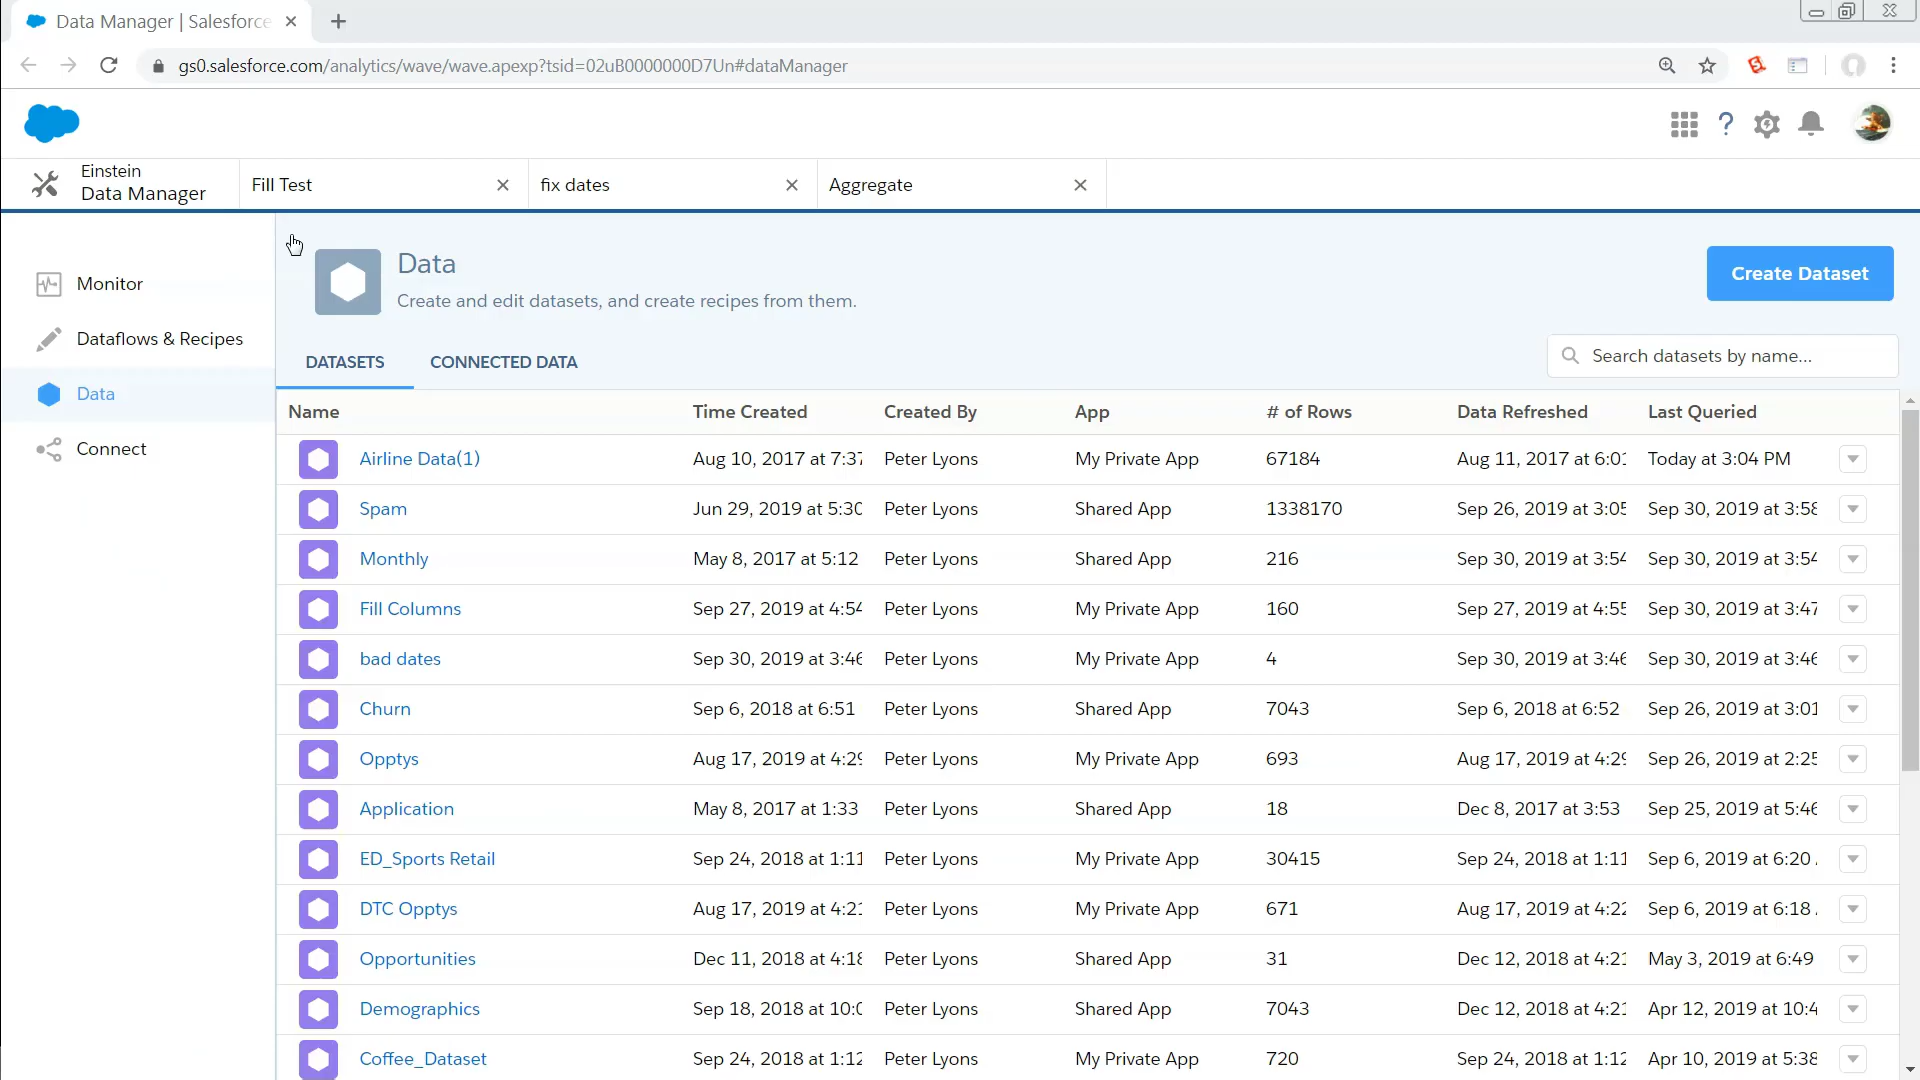 Data Manager | Salesforce
gs0.salesforce.com/analytics/wave/wave.apexp?tsid=02uB0000000D7Un#dataManager
Einstein
Data Manager
Fill Test
fix dates
Aggregate
Monitor
Dataflows & Recipes
Data
Connect
Data
Create and edit datasets, and create recipes from them.
Create Dataset
DATASETS CONNECTED DATA
Search datasets by name...
Name Time Created Created By App # of Rows Data Refreshed Last Queried
Airline Data(1) Aug 10, 2017 at 7:37 Peter Lyons My Private App 67184 Aug 11, 2017 at 6:01 Today at 3:04 PM
Spam Jun 29, 2019 at 5:30 Peter Lyons Shared App 1338170 Sep 26, 2019 at 3:05 Sep 30, 2019 at 3:58
Monthly May 8, 2017 at 5:12 Peter Lyons Shared App 216 Sep 30, 2019 at 3:54 Sep 30, 2019 at 3:54
Fill Columns Sep 27, 2019 at 4:54 Peter Lyons My Private App 160 Sep 27, 2019 at 4:55 Sep 30, 2019 at 3:47
bad dates Sep 30, 2019 at 3:46 Peter Lyons My Private App 4 Sep 30, 2019 at 3:46 Sep 30, 2019 at 3:46
Churn Sep 6, 2018 at 6:51 Peter Lyons Shared App 7043 Sep 6, 2018 at 6:52 Sep 26, 2019 at 3:01
Opptys Aug 17, 2019 at 4:29 Peter Lyons My Private App 693 Aug 17, 2019 at 4:29 Sep 26, 2019 at 2:25
Application May 8, 2017 at 1:33 Peter Lyons Shared App 18 Dec 8, 2017 at 3:53 Sep 25, 2019 at 5:46
ED_Sports Retail Sep 24, 2018 at 1:11 Peter Lyons My Private App 30415 Sep 24, 2018 at 1:11 Sep 6, 2019 at 6:20
DTC Opptys Aug 17, 2019 at 4:21 Peter Lyons My Private App 671 Aug 17, 2019 at 4:22 Sep 6, 2019 at 6:18
Opportunities Dec 11, 2018 at 4:18 Peter Lyons Shared App 31 Dec 12, 2018 at 4:21 May 3, 2019 at 6:49
Demographics Sep 18, 2018 at 10:0 Peter Lyons Shared App 7043 Dec 12, 2018 at 4:21 Apr 12, 2019 at 10:4
Coffee_Dataset Sep 24, 2018 at 1:12 Peter Lyons My Private App 720 Sep 24, 2018 at 1:12 Apr 10, 2019 at 5:38